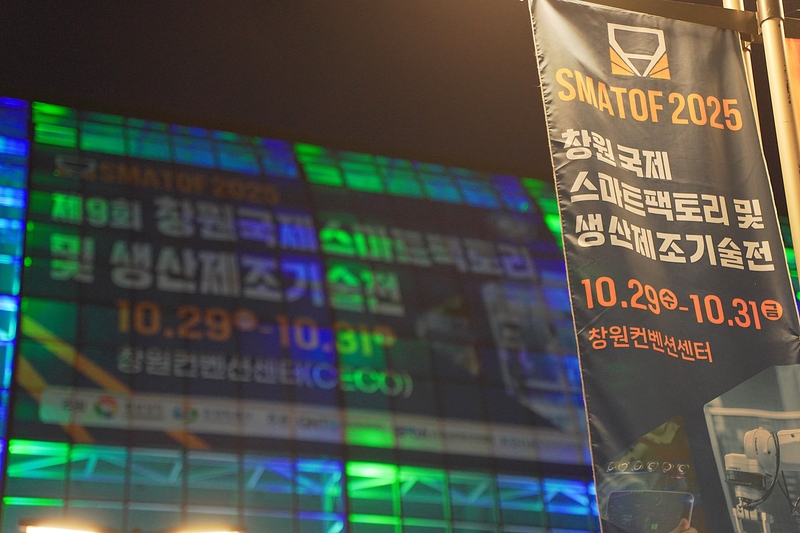 SMATOF 2025
창원국제
스마트팩토리 및
생산제조기술전
10.29수-10.31금
창원컨벤션센터
SMATOF 2025
제9회 창원국제스마트팩토리
및 생산제조기술전
10.29수-10.31금
창원컨벤션센터(CECO)